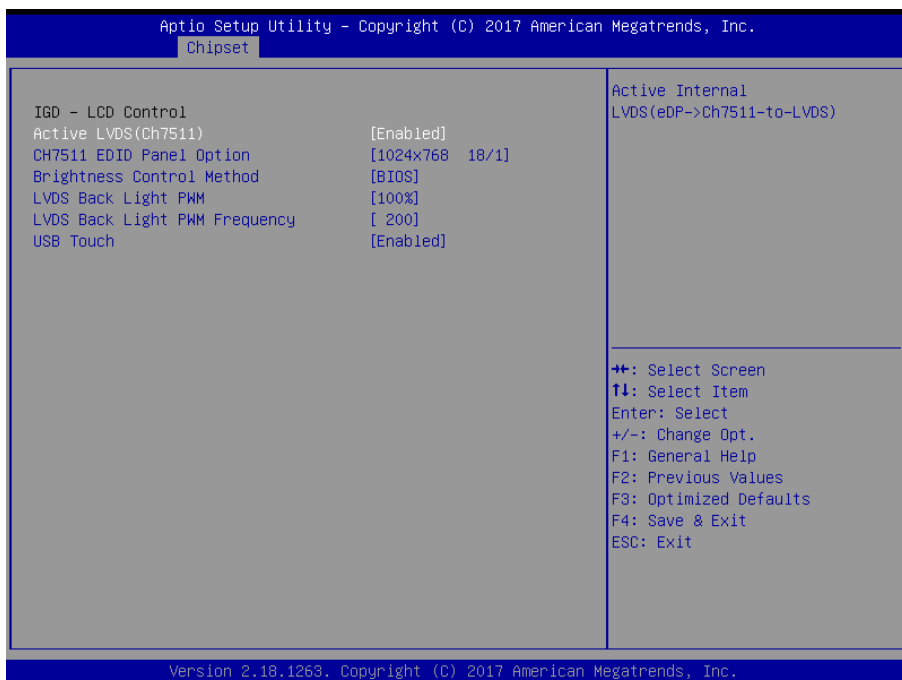 Aptio Setup Utility – Copyright (C) 2017 American Megatrends, Inc.
Chipset
IGD – LCD Control
Active LVDS(Ch7511) [Enabled]
CH7511 EDID Panel Option [1024x768 18/1]
Brightness Control Method [BIOS]
LVDS Back Light PWM [100%]
LVDS Back Light PWM Frequency [ 200]
USB Touch [Enabled]
Active Internal
LVDS(eDP->Ch7511-to-LVDS)
→←: Select Screen
↑↓: Select Item
Enter: Select
+/-: Change Opt.
F1: General Help
F2: Previous Values
F3: Optimized Defaults
F4: Save & Exit
ESC: Exit
Version 2.18.1263. Copyright (C) 2017 American Megatrends, Inc.